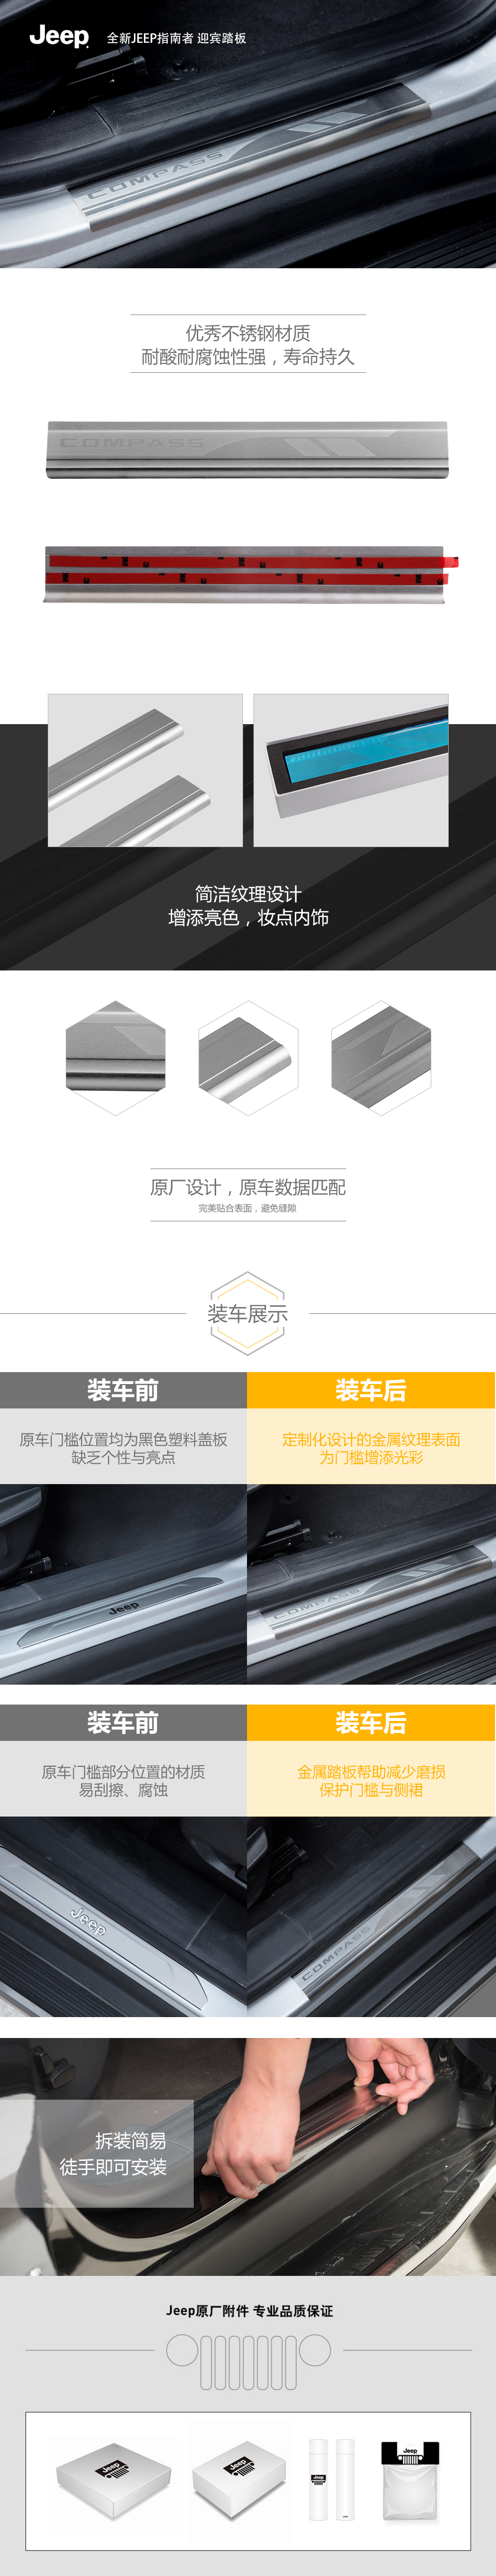 Jeep 全新JEEP指南者 迎宾踏板
COMPASS
优秀不锈钢材质
耐酸耐腐蚀性强，寿命持久
COMPASS
简洁纹理设计
增添亮色，妆点内饰
原厂设计，原车数据匹配
完美贴合表面，避免缝隙
装车展示
装车前
装车后
原车门槛位置均为黑色塑料盖板
缺乏个性与亮点
定制化设计的金属纹理表面
为门槛增添光彩
Jeep
COMPASS
装车前
装车后
原车门槛部分位置的材质
易刮擦、腐蚀
金属踏板帮助减少磨损
保护门槛与侧裙
Jeep
COMPASS
拆装简易
徒手即可安装
Jeep原厂附件 专业品质保证
Jeep
Jeep
Jeep
Jeep